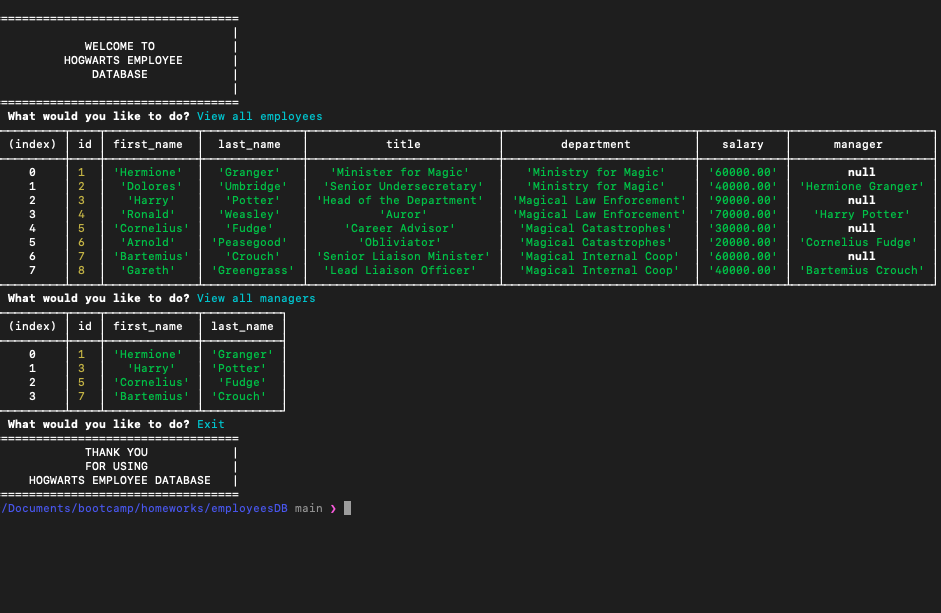 ==================================
|
WELCOME TO |
HOGWARTS EMPLOYEE |
DATABASE |
|
==================================
What would you like to do? View all employees
(index) │ id │ first_name │ last_name │ title │ department │ salary │ manager
0 │ 1 │ 'Hermione' │ 'Granger' │ 'Minister for Magic' │ 'Ministry for Magic' │ '60000.00' │ null
1 │ 2 │ 'Dolores' │ 'Umbridge' │ 'Senior Undersecretary' │ 'Ministry for Magic' │ '40000.00' │ 'Hermione Granger'
2 │ 3 │ 'Harry' │ 'Potter' │ 'Head of the Department' │ 'Magical Law Enforcement' │ '90000.00' │ null
3 │ 4 │ 'Ronald' │ 'Weasley' │ 'Auror' │ 'Magical Law Enforcement' │ '70000.00' │ 'Harry Potter'
4 │ 5 │ 'Cornelius' │ 'Fudge' │ 'Career Advisor' │ 'Magical Catastrophes' │ '30000.00' │ null
5 │ 6 │ 'Arnold' │ 'Peasegood' │ 'Obliviator' │ 'Magical Catastrophes' │ '20000.00' │ 'Cornelius Fudge'
6 │ 7 │ 'Bartemius' │ 'Crouch' │ 'Senior Liaison Minister' │ 'Magical Internal Coop' │ '60000.00' │ null
7 │ 8 │ 'Gareth' │ 'Greengrass' │ 'Lead Liaison Officer' │ 'Magical Internal Coop' │ '40000.00' │ 'Bartemius Crouch'
What would you like to do? View all managers
(index) │ id │ first_name │ last_name │
0 │ 1 │ 'Hermione' │ 'Granger' │
1 │ 3 │ 'Harry' │ 'Potter' │
2 │ 5 │ 'Cornelius' │ 'Fudge' │
3 │ 7 │ 'Bartemius' │ 'Crouch' │
What would you like to do? Exit
==================================
THANK YOU |
FOR USING |
HOGWARTS EMPLOYEE DATABASE |
==================================
/Documents/bootcamp/homeworks/employeesDB main ❯